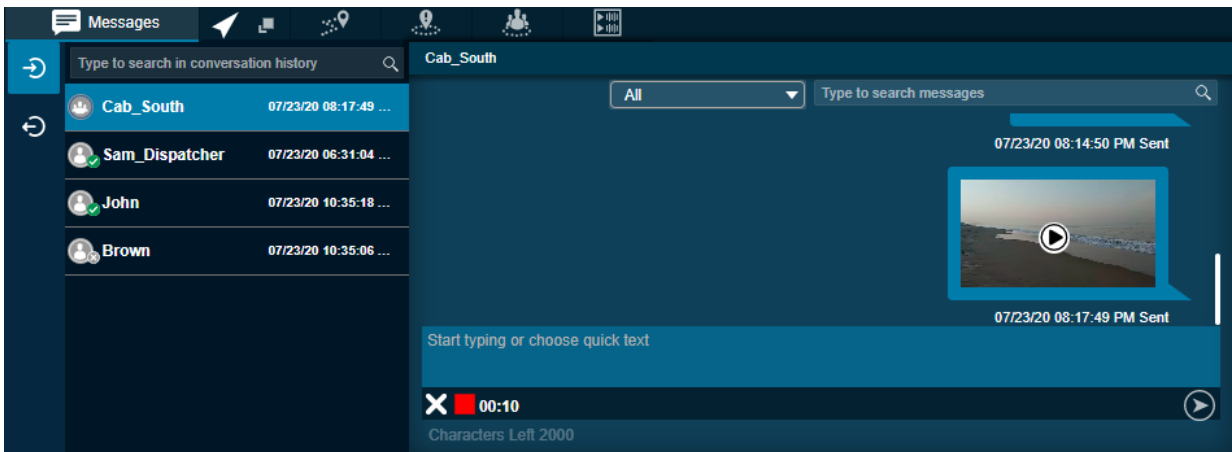 Messages
Type to search in conversation history
Cab_South 07/23/20 08:17:49 ...
Sam_Dispatcher 07/23/20 06:31:04 ...
John 07/23/20 10:35:18 ...
Brown 07/23/20 10:35:06 ...
Cab_South
All
Type to search messages
07/23/20 08:14:50 PM Sent
07/23/20 08:17:49 PM Sent
Start typing or choose quick text
00:10
Characters Left 2000